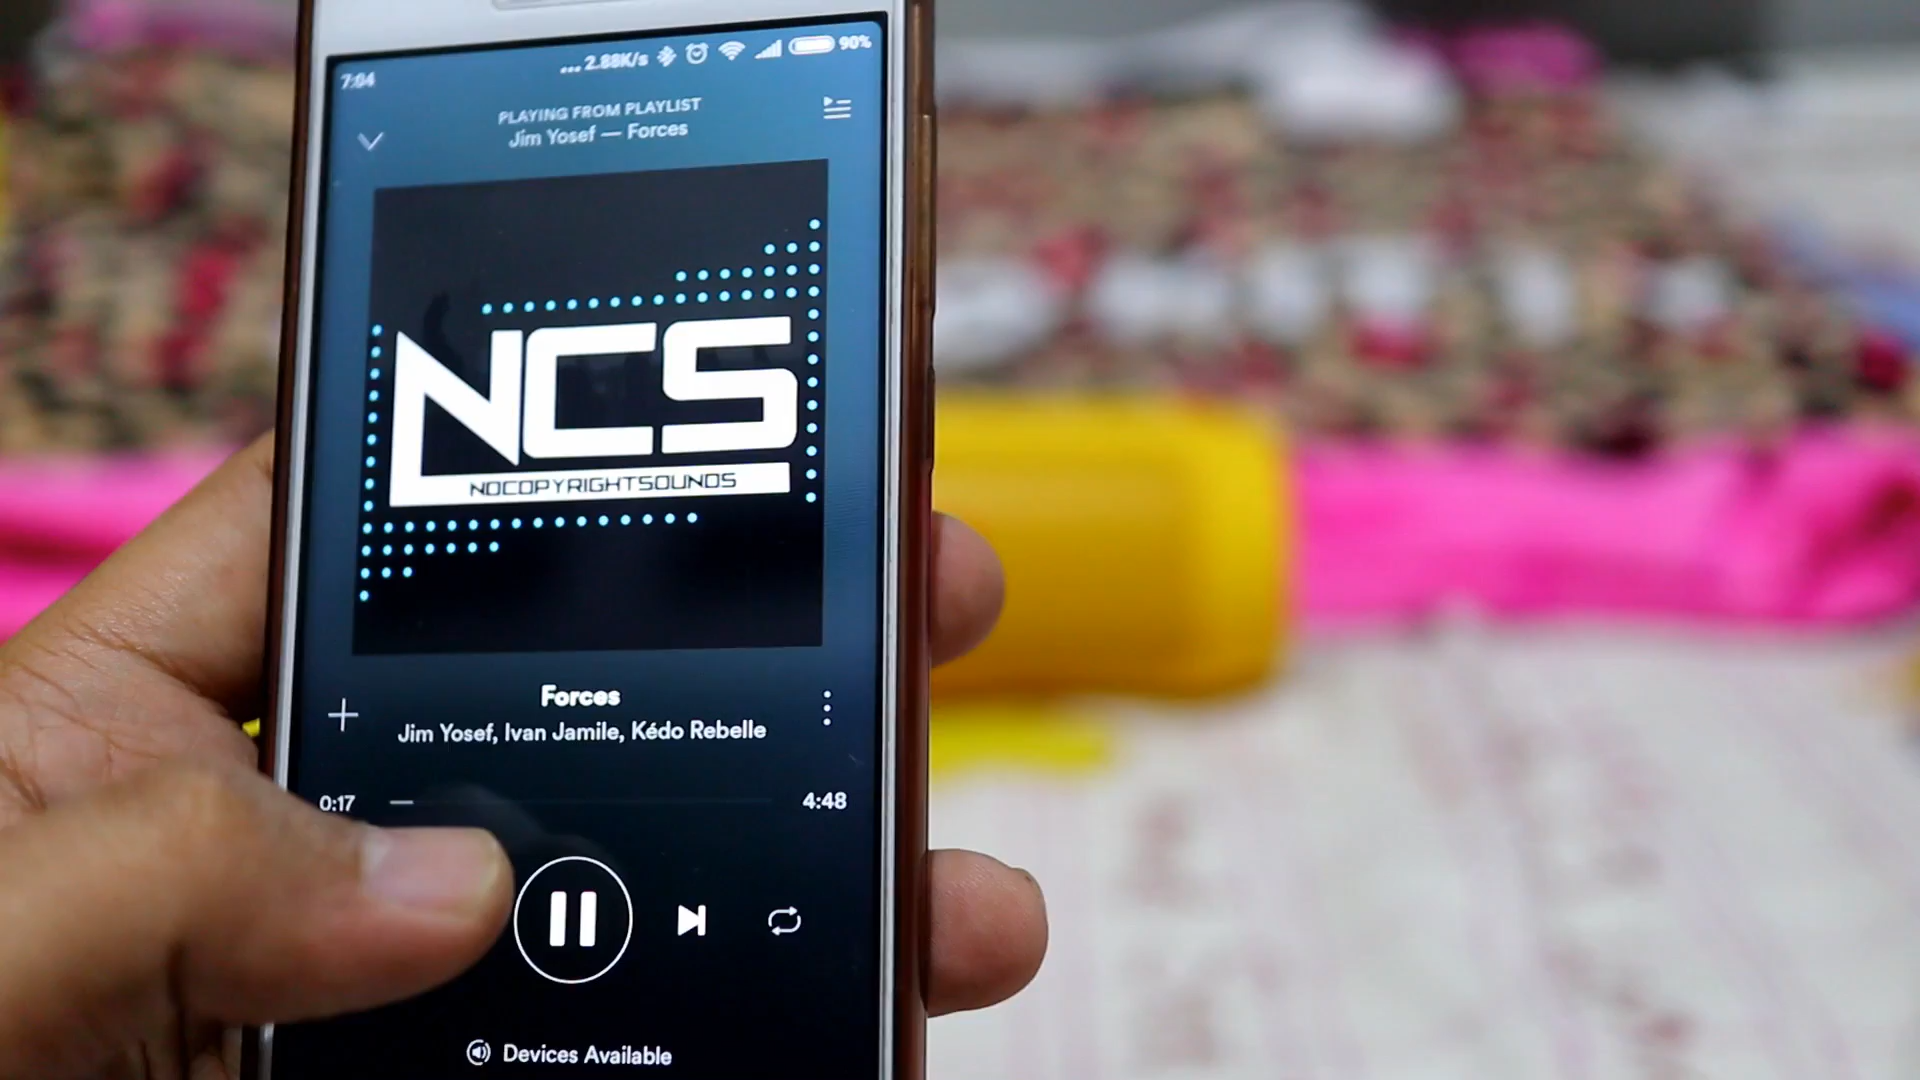 7:04
... 2.88K/s 90%
PLAYING FROM PLAYLIST
Jim Yosef — Forces
NCS
NOCOPYRIGHTSOUNDS
Forces
Jim Yosef, Ivan Jamile, Kédo Rebelle
0:17
4:48
Devices Available